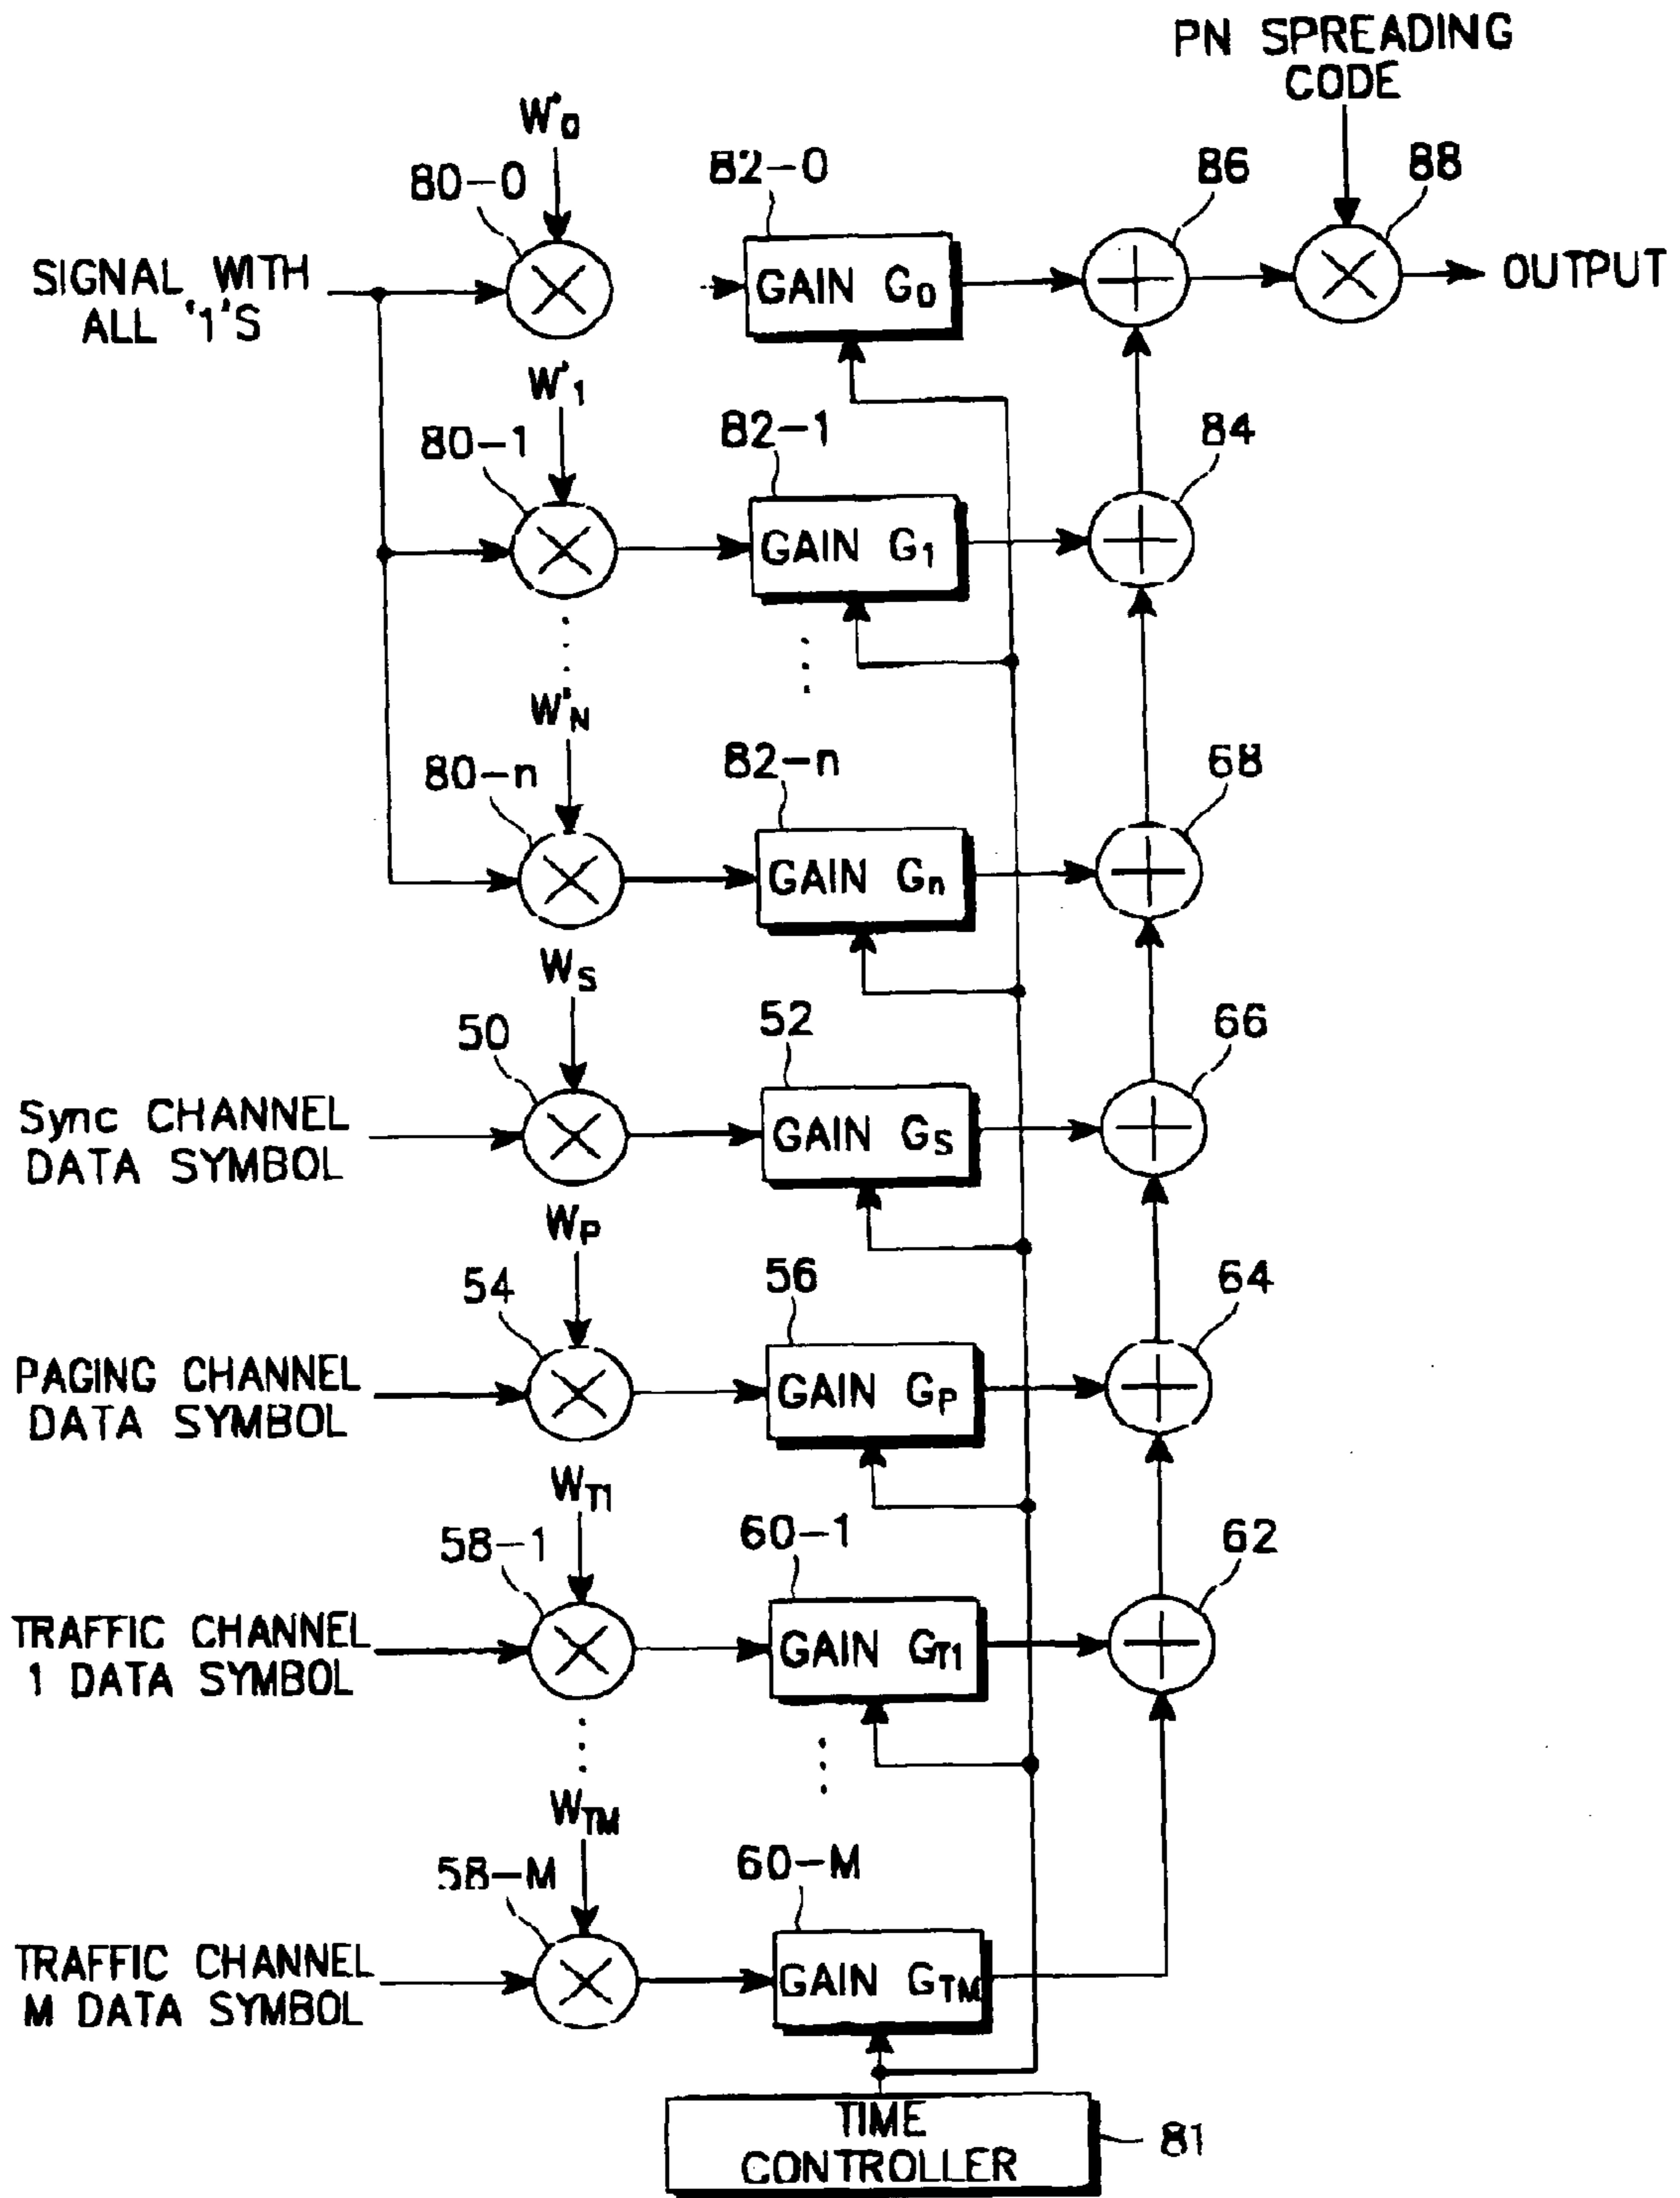 PN SPREADING
CODE
W'0
80-0
82-0
86
88
SIGNAL WITH
ALL '1'S
GAIN G0
OUTPUT
W'1
80-1
82-1
84
GAIN G1
W'N
80-n
82-n
68
GAIN Gn
WS
50
52
66
Sync CHANNEL
DATA SYMBOL
GAIN GS
WP
54
56
64
PAGING CHANNEL
DATA SYMBOL
GAIN GP
WT1
58-1
60-1
62
TRAFFIC CHANNEL
1 DATA SYMBOL
GAIN GT1
WTM
58-M
60-M
TRAFFIC CHANNEL
M DATA SYMBOL
GAIN GTM
TIME
CONTROLLER
81